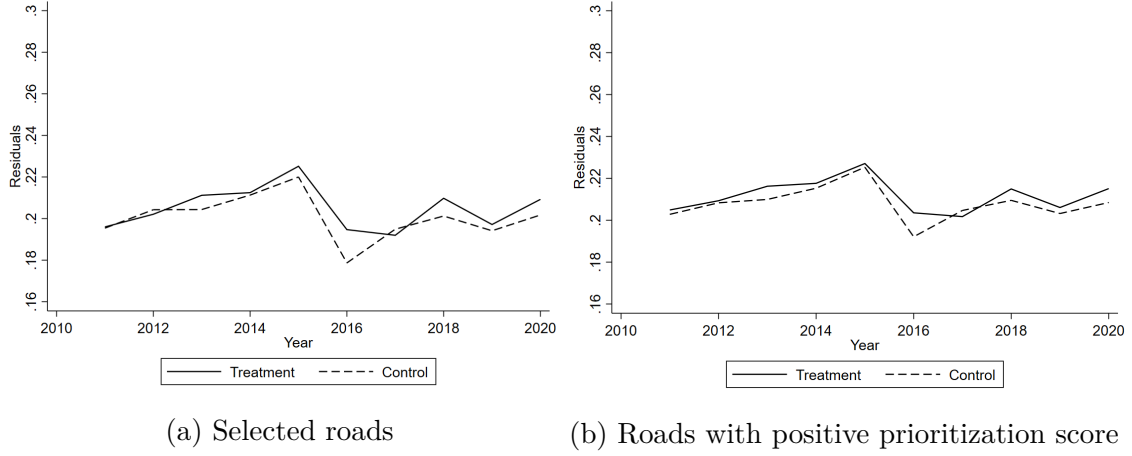 .3
.28
.26
.24
.22
.2
.18
.16
Residuals
2010 2012 2014 2016 2018 2020
Year
Treatment Control
(a) Selected roads
.3
.28
.26
.24
.22
.2
.18
.16
Residuals
2010 2012 2014 2016 2018 2020
Year
Treatment Control
(b) Roads with positive prioritization score